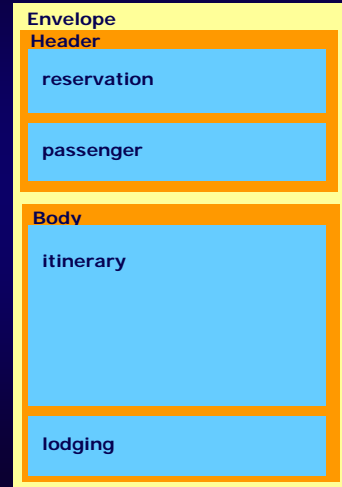 Envelope
Header
reservation
passenger
Body
itinerary
lodging